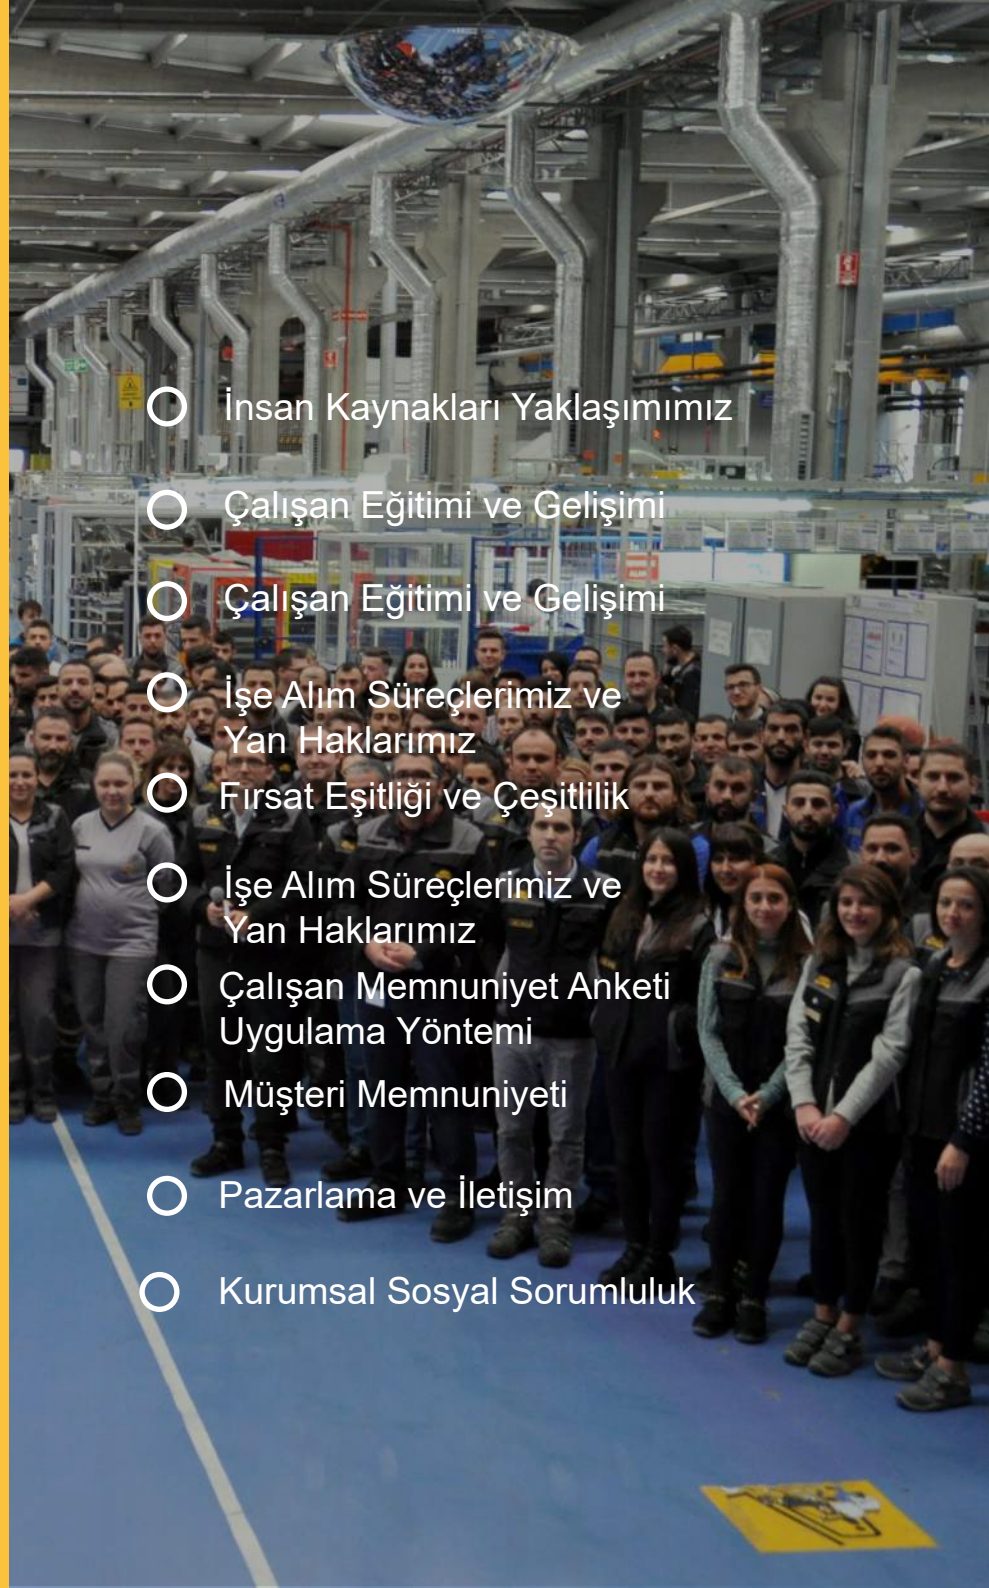 İnsan Kaynakları Yaklaşımımız
Çalışan Eğitimi ve Gelişimi
Çalışan Eğitimi ve Gelişimi
İşe Alım Süreçlerimiz ve
Yan Haklarımız
Fırsat Eşitliği ve Çeşitlilik
İşe Alım Süreçlerimiz ve
Yan Haklarımız
Çalışan Memnuniyet Anketi
Uygulama Yöntemi
Müşteri Memnuniyeti
Pazarlama ve İletişim
Kurumsal Sosyal Sorumluluk